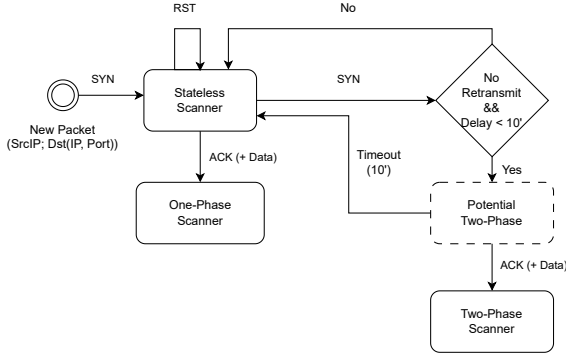 RST
No
SYN
Stateless
Scanner
SYN
No
Retransmit
&&
Delay < 10'
New Packet
(SrcIP; Dst(IP, Port))
ACK (+ Data)
Timeout
(10')
Yes
One-Phase
Scanner
Potential
Two-Phase
ACK (+ Data)
Two-Phase
Scanner